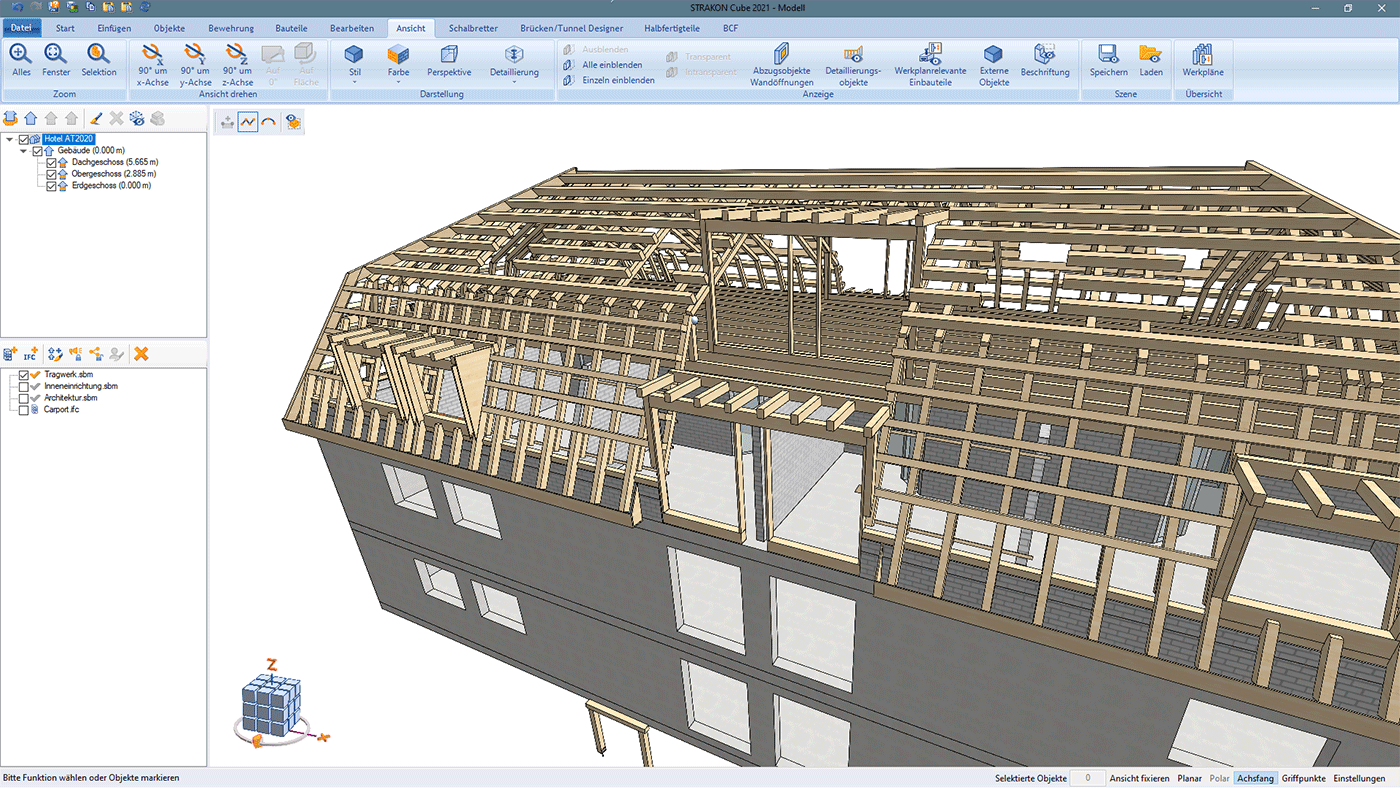 STRAKON Cube 2021 - Modell
Datei Start Einfügen Objekte Bewehrung Bauteile Bearbeiten Ansicht Schalbretter Brücken/Tunnel Designer Halbfertigteile BCF
Alles Fenster Selektion
Zoom
90° um x-Achse
90° um y-Achse
90° um z-Achse
Auf 0°
Auf Fläche
Ansicht drehen
Stil Farbe Perspektive Detaillierung
Darstellung
Ausblenden
Alle einblenden
Einzeln einblenden
Transparent
Intransparent
Abzugsobjekte Wandöffnungen
Detaillierungs- objekte
Werkplanrelevante Einbauteile
Externe Objekte
Beschriftung
Anzeige
Speichern Laden
Szene
Werkpläne
Übersicht
Hotel AT2020
Gebäude (0.000 m)
Dachgeschoss (5.665 m)
Obergeschoss (2.885 m)
Erdgeschoss (0.000 m)
IFC
Tragwerk.sbm
Inneneinrichtung.sbm
Architektur.sbm
Carport.ifc
Z
X
Bitte Funktion wählen oder Objekte markieren
Selektierte Objekte 0 Ansicht fixieren Planar Polar Achsfang Griffpunkte Einstellungen